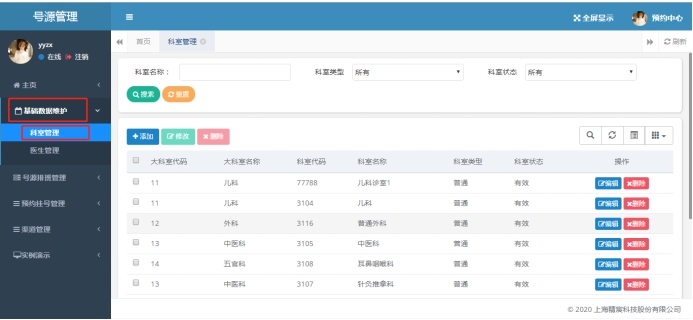 号源管理
全屏显示 预约中心
yyzx
在线 注销
首页 科室管理 刷新
主页
基础数据维护
科室管理
医生管理
号源排班管理
预约挂号管理
渠道管理
实例演示
科室名称： 科室类型 所有 科室状态 所有
搜索 重置
添加 修改 删除
大科室代码 大科室名称 科室代码 科室名称 科室类型 科室状态 操作
11 儿科 77788 儿科诊室1 普通 有效 编辑 删除
11 儿科 3104 儿科 普通 有效 编辑 删除
12 外科 3116 普通外科 普通 有效 编辑 删除
13 中医科 3105 中医科 普通 有效 编辑 删除
14 五官科 3108 耳鼻咽喉科 普通 有效 编辑 删除
13 中医科 3107 针灸推拿科 普通 有效 编辑 删除
© 2020 上海精宸科技股份有限公司